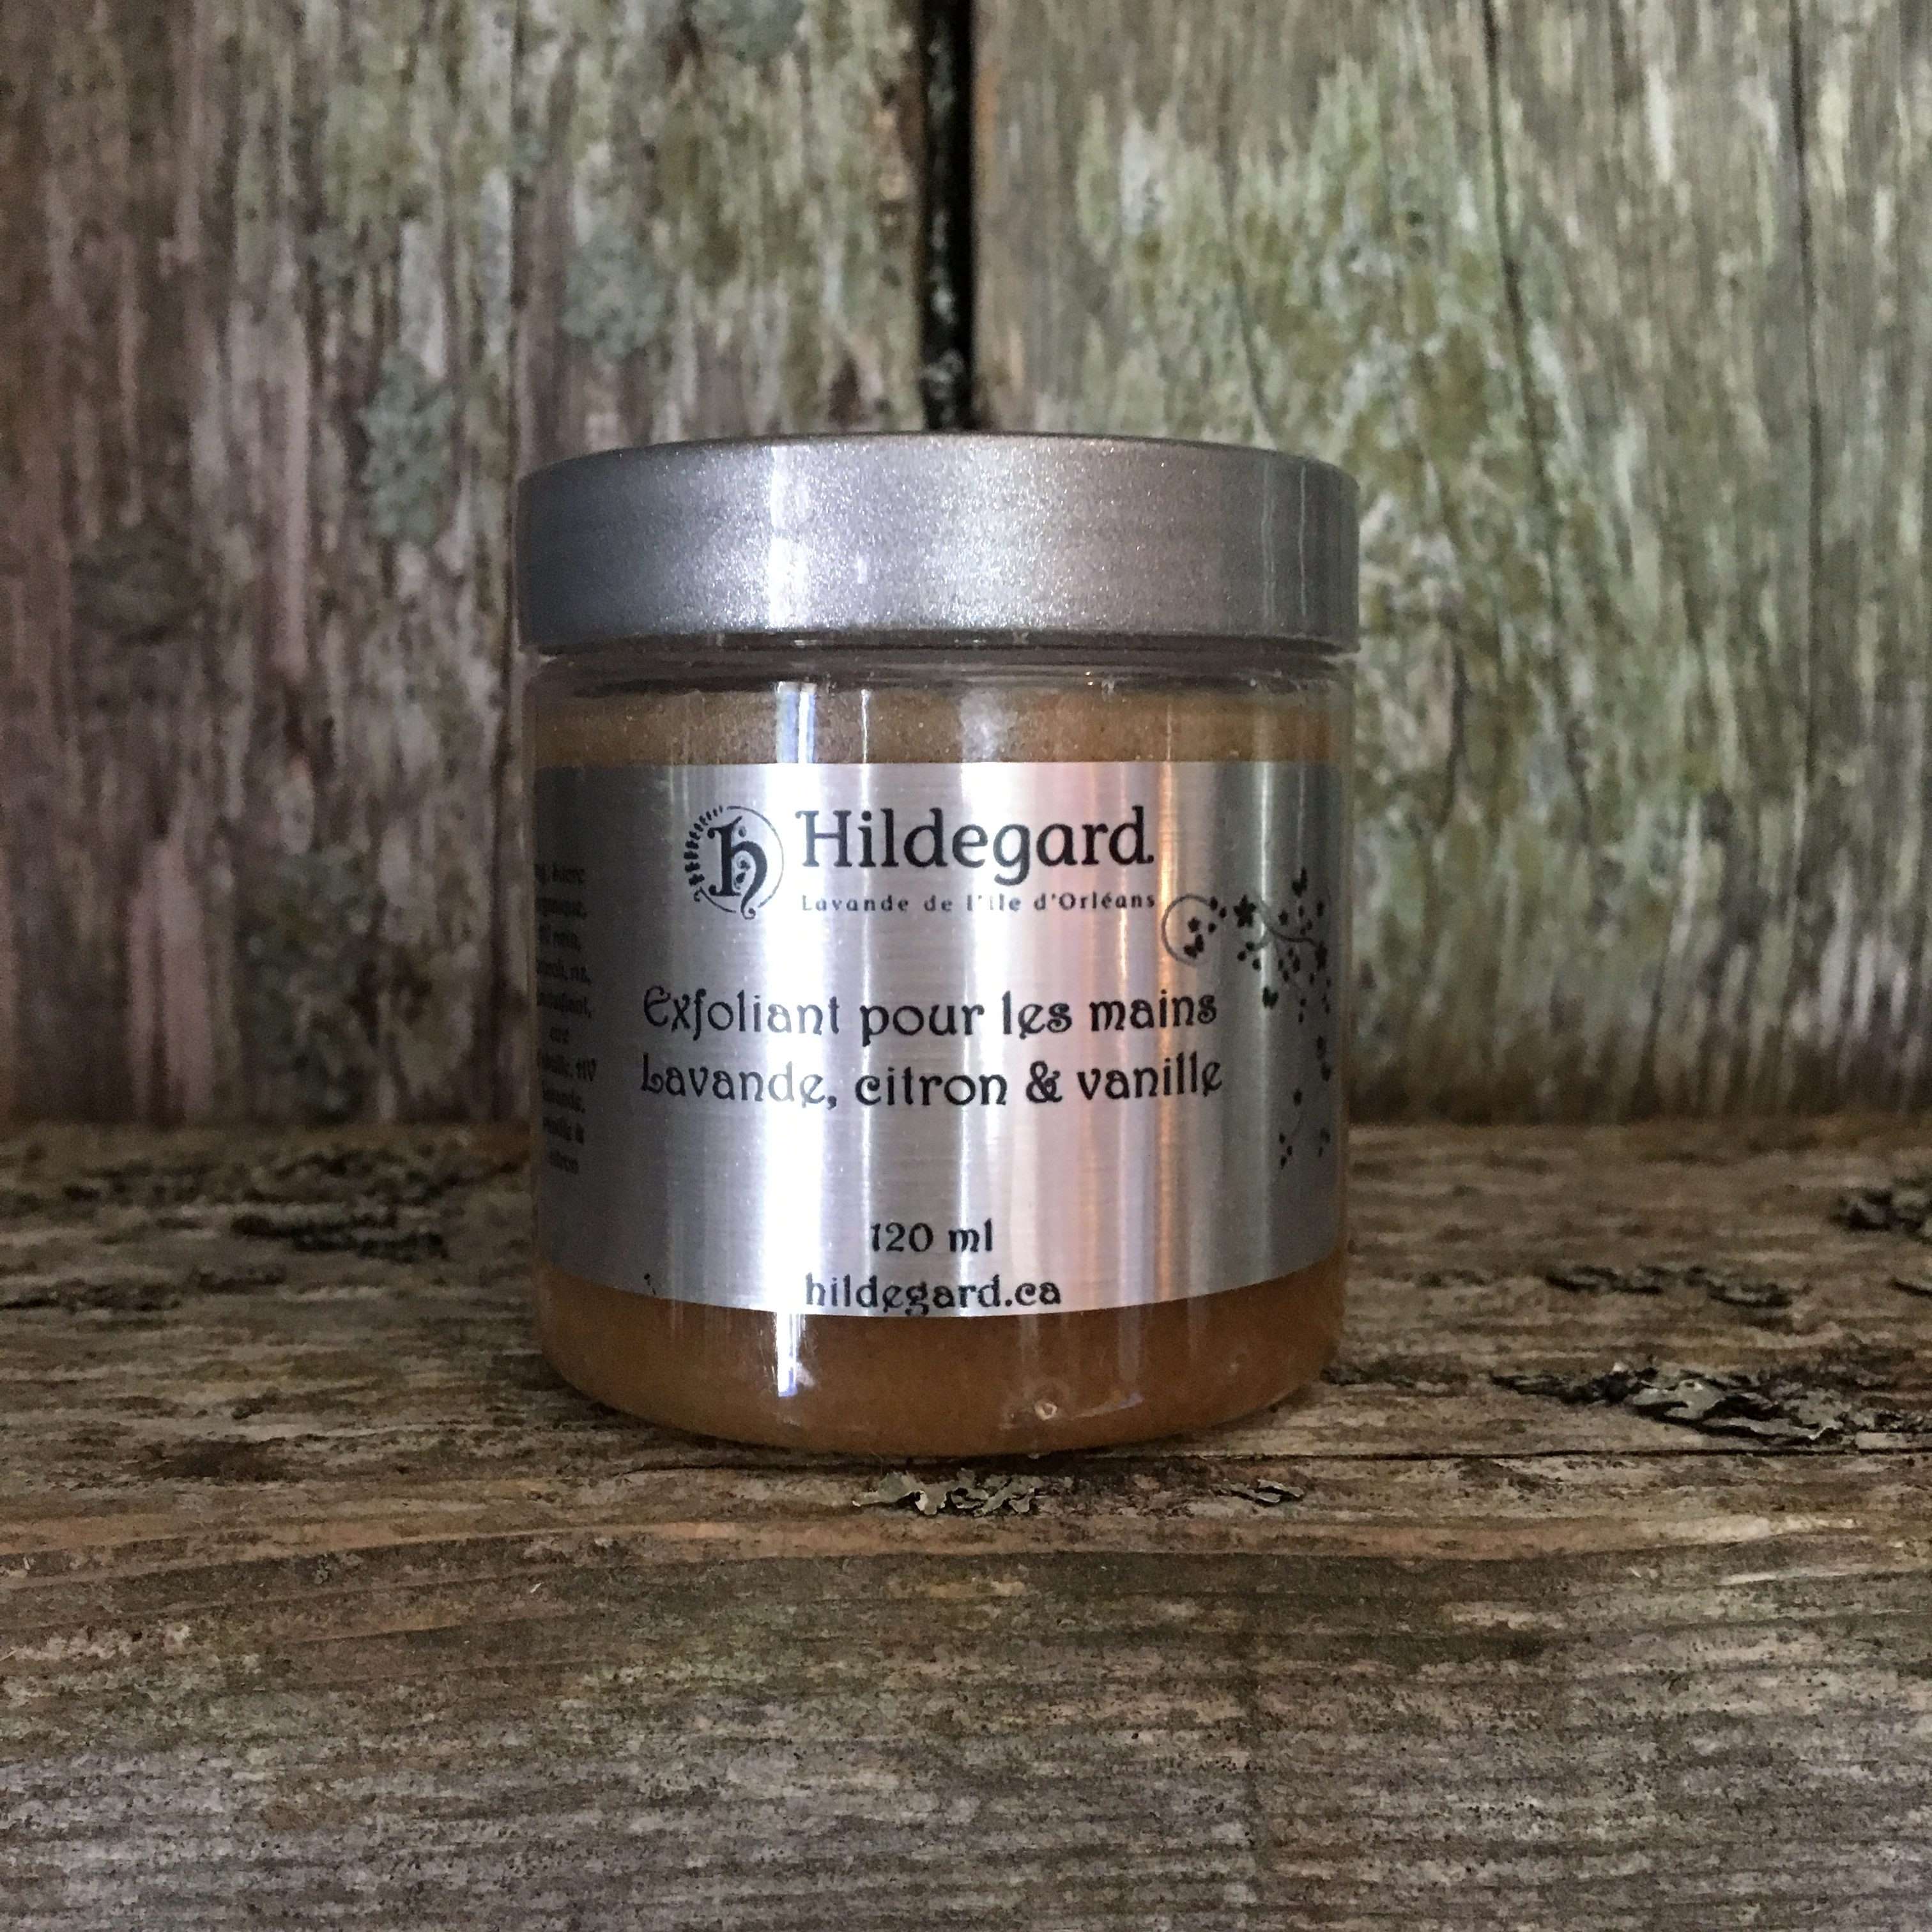 Hildegard
Lavande de l'île d'Orléans
Exfoliant pour les mains
Lavande, citron & vanille
120 ml
hildegard.ca